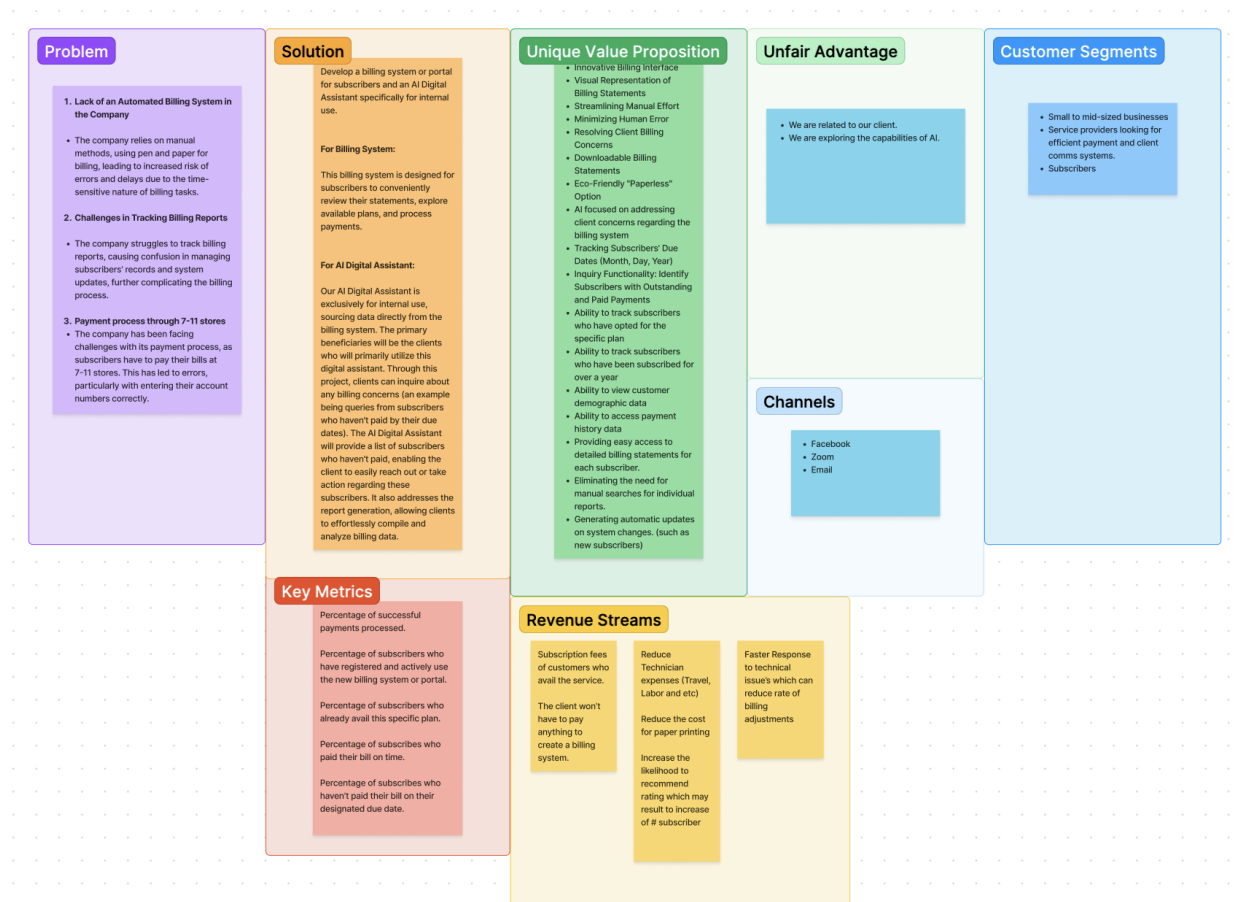 Problem
1. Lack of an Automated Billing System in
the Company
• The company relies on manual
methods, using pen and paper for
billing, leading to increased risk of
errors and delays due to the time-
sensitive nature of billing tasks.
2. Challenges in Tracking Billing Reports
• The company struggles to track billing
reports, causing confusion in managing
subscribers' records and system
updates, further complicating the billing
process.
3. Payment process through 7-11 stores
• The company has been facing
challenges with its payment process, as
subscribers have to pay their bills at
7-11 stores. This has led to errors,
particularly with entering their account
numbers correctly.
Solution
Develop a billing system or portal
for subscribers and an AI Digital
Assistant specifically for internal
use.
For Billing System:
This billing system is designed for
subscribers to conveniently
review their statements, explore
available plans, and process
payments.
For AI Digital Assistant:
Our AI Digital Assistant is
exclusively for internal use,
sourcing data directly from the
billing system. The primary
beneficiaries will be the clients
who will primarily utilize this
digital assistant. Through this
project, clients can inquire about
any billing concerns (an example
being queries from subscribers
who haven't paid by their due
dates). The AI Digital Assistant
will provide a list of subscribers
who haven't paid, enabling the
client to easily reach out or take
action regarding these
subscribers. It also addresses the
report generation, allowing clients
to effortlessly compile and
analyze billing data.
Key Metrics
Percentage of successful
payments processed.
Percentage of subscribers who
have registered and actively use
the new billing system or portal.
Percentage of subscribers who
already avail this specific plan.
Percentage of subscribes who
paid their bill on time.
Percentage of subscribes who
haven't paid their bill on their
designated due date.
Unique Value Proposition
• Innovative Billing Interface
• Visual Representation of
Billing Statements
• Streamlining Manual Effort
• Minimizing Human Error
• Resolving Client Billing
Concerns
• Downloadable Billing
Statements
• Eco-Friendly "Paperless"
Option
• AI focused on addressing
client concerns regarding the
billing system
• Tracking Subscribers' Due
Dates (Month, Day, Year)
• Inquiry Functionality: Identify
Subscribers with Outstanding
and Paid Payments
• Ability to track subscribers
who have opted for the
specific plan
• Ability to track subscribers
who have been subscribed for
over a year
• Ability to view customer
demographic data
• Ability to access payment
history data
• Providing easy access to
detailed billing statements for
each subscriber.
• Eliminating the need for
manual searches for individual
reports.
• Generating automatic updates
on system changes. (such as
new subscribers)
Unfair Advantage
• We are related to our client.
• We are exploring the capabilities of AI.
Channels
• Facebook
• Zoom
• Email
Customer Segments
• Small to mid-sized businesses
• Service providers looking for
efficient payment and client
comms systems.
• Subscribers
Revenue Streams
Subscription fees
of customers who
avail the service.
The client won't
have to pay
anything to
create a billing
system.
Reduce
Technician
expenses (Travel,
Labor and etc)
Reduce the cost
for paper printing
Increase the
likelihood to
recommend
rating which may
result to increase
of # subscriber
Faster Response
to technical
issue's which can
reduce rate of
billing
adjustments